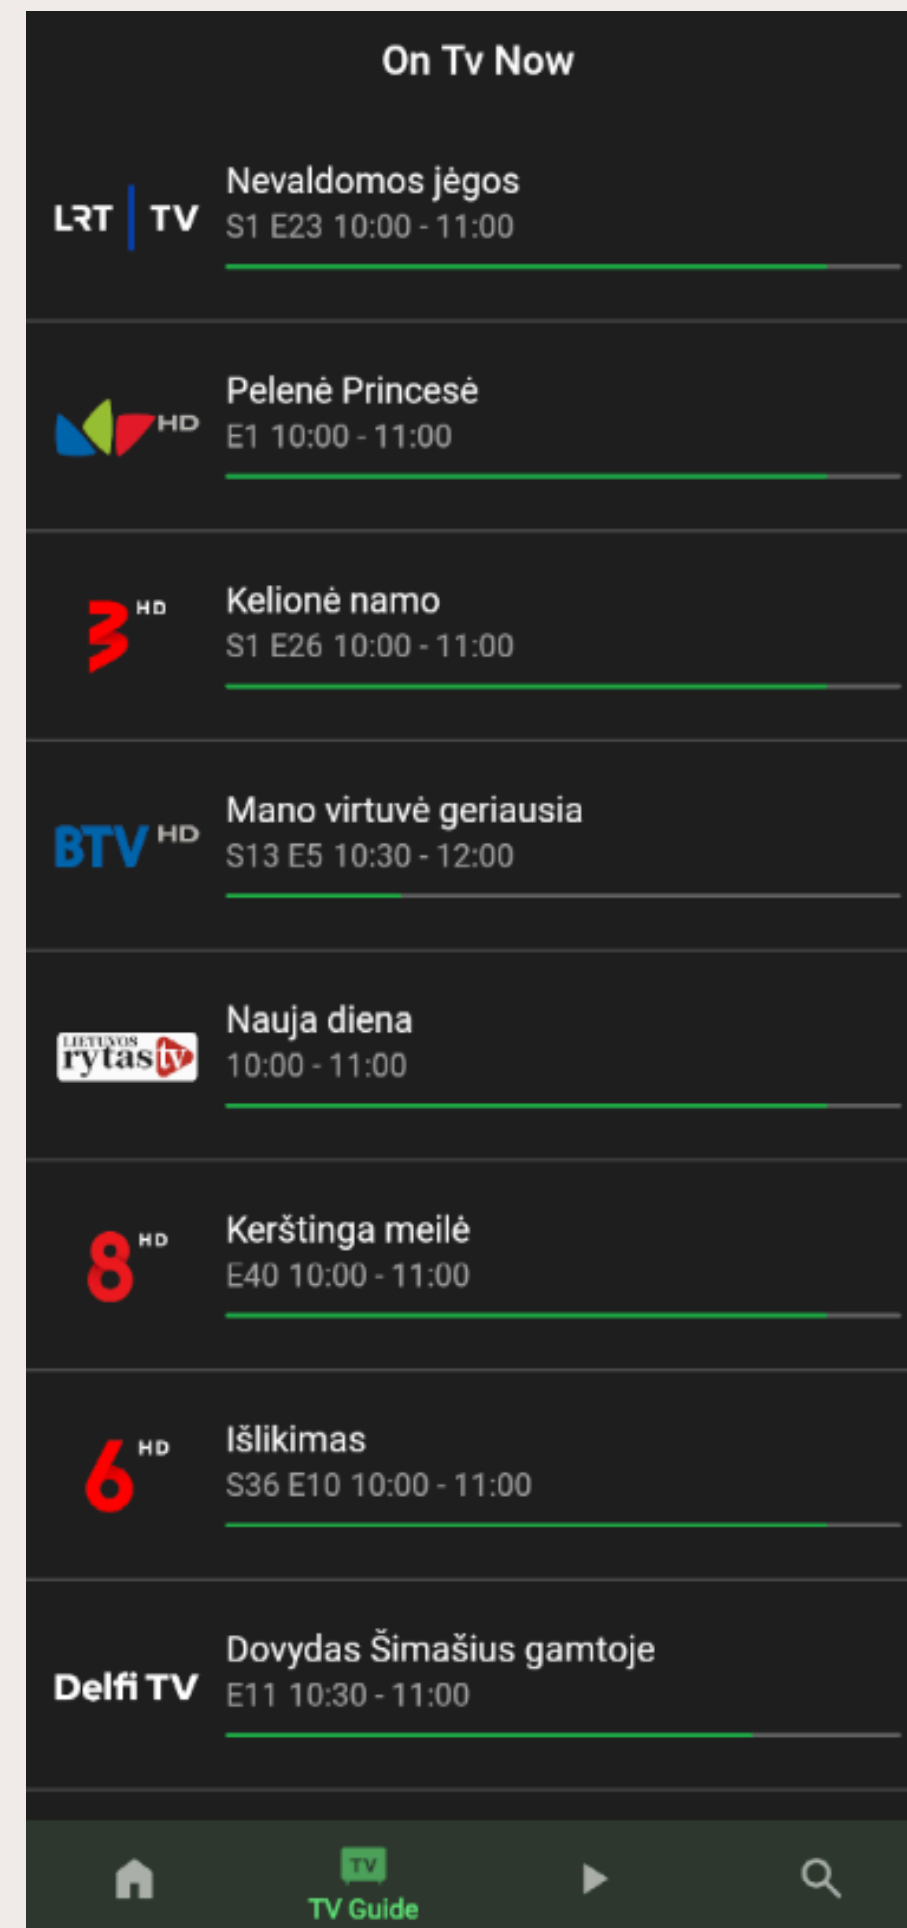 On Tv Now
LRT TV
Nevaldomos jėgos
S1 E23 10:00 - 11:00
HD
Pelenė Princesė
E1 10:00 - 11:00
3 HD
Kelionė namo
S1 E26 10:00 - 11:00
BTV HD
Mano virtuvė geriausia
S13 E5 10:30 - 12:00
LIETUVOS
rytas tv
Nauja diena
10:00 - 11:00
8 HD
Kerštinga meilė
E40 10:00 - 11:00
6 HD
Išlikimas
S36 E10 10:00 - 11:00
Delfi TV
Dovydas Šimašius gamtoje
E11 10:30 - 11:00
TV
TV Guide